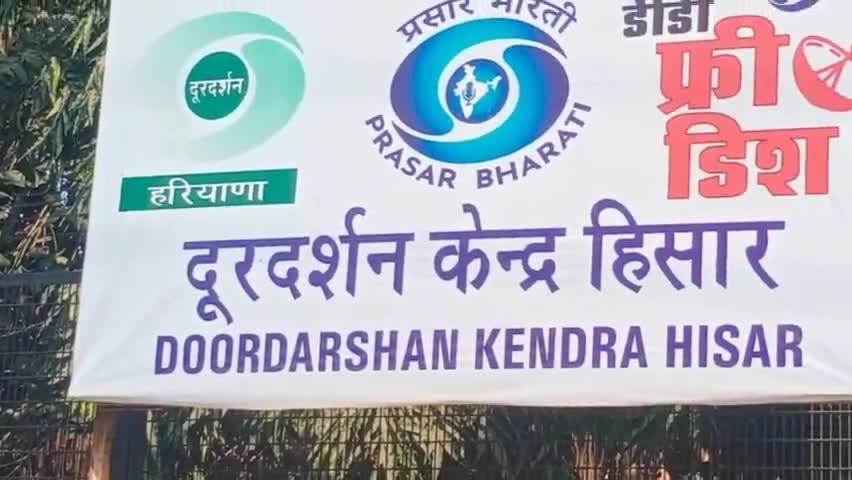 प्रसार भारती
डीडी
दूरदर्शन
फ्री
PRASAR BHARATI
डिश
हरियाणा
दूरदर्शन केन्द्र हिसार
DOORDARSHAN KENDRA HISAR